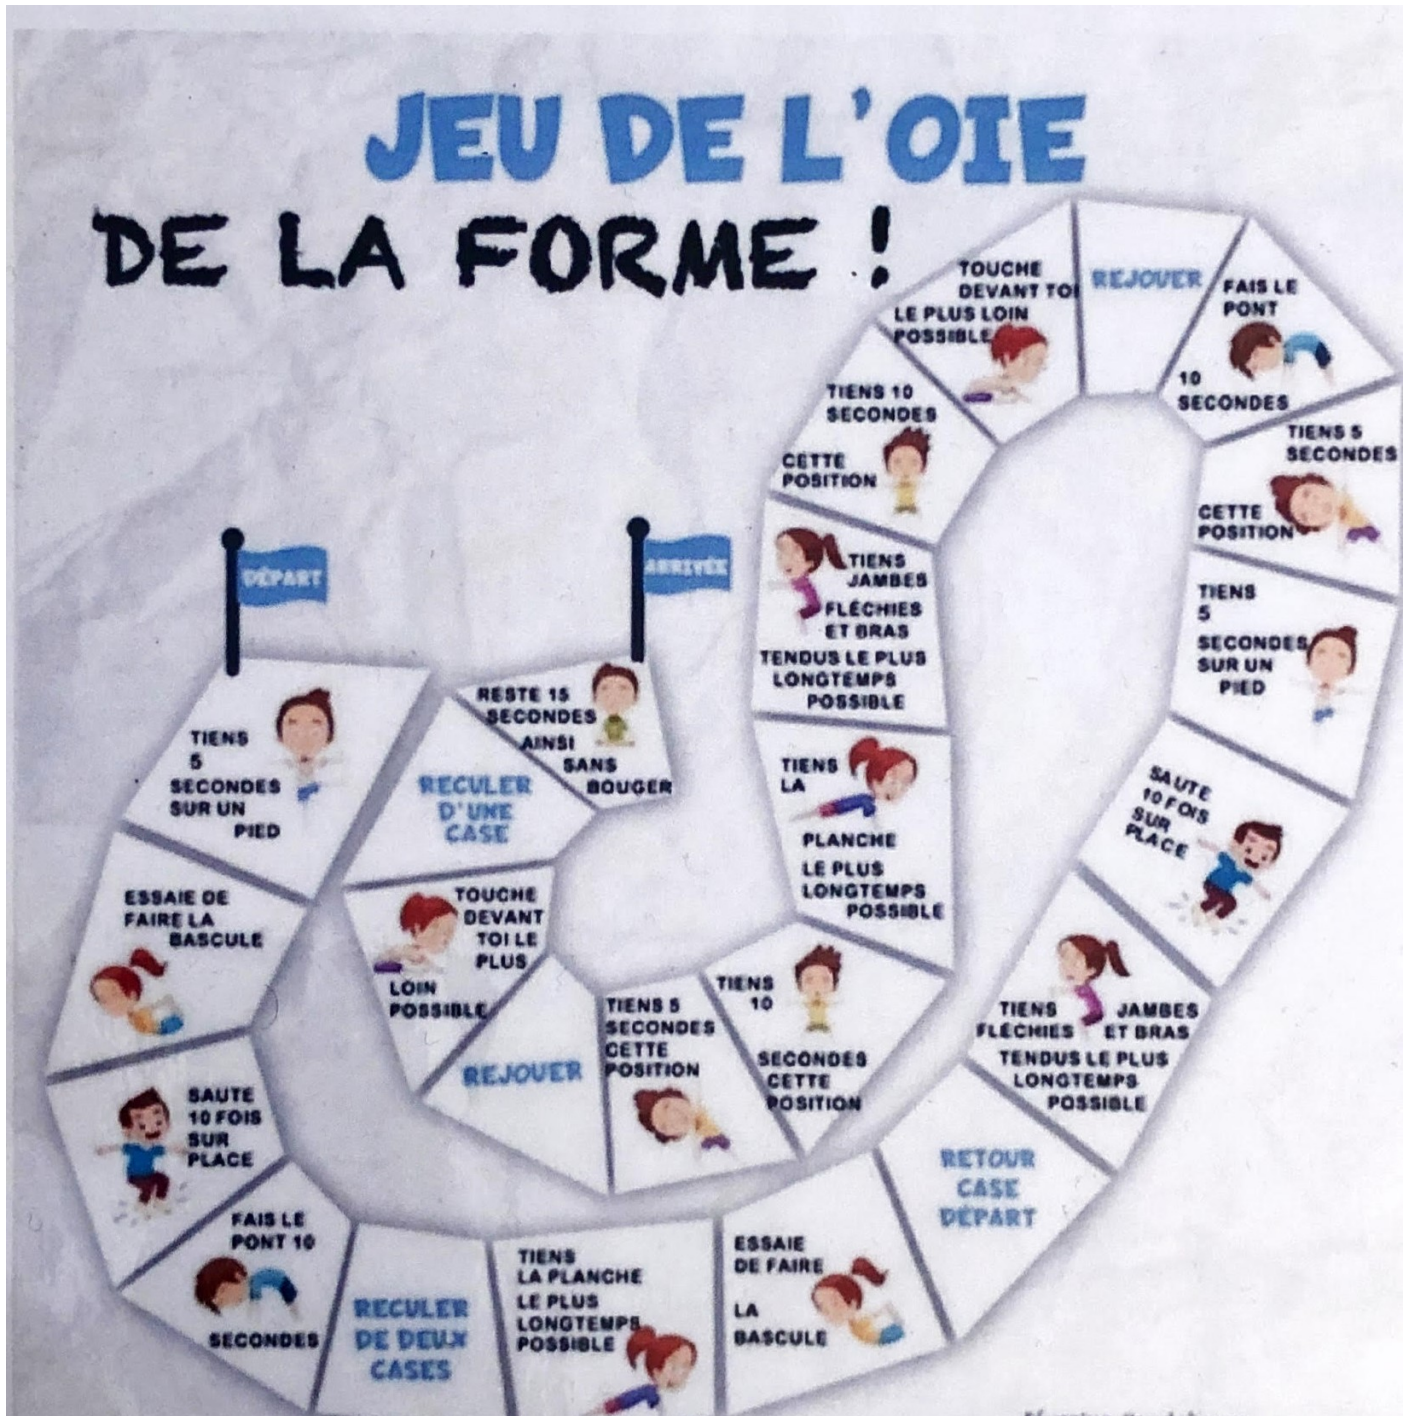 JEU DE L'OIE
DE LA FORME !
DÉPART
TIENS
5
SECONDES
SUR UN
PIED
ESSAIE DE
FAIRE LA
BASCULE
SAUTE
10 FOIS
SUR
PLACE
FAIS LE
PONT 10
SECONDES
RECULER
DE DEUX
CASES
TIENS
LA PLANCHE
LE PLUS
LONGTEMPS
POSSIBLE
ESSAIE
DE FAIRE
LA
BASCULE
RETOUR
CASE
DÉPART
TIENS JAMBES
FLÉCHIES ET BRAS
TENDUS LE PLUS
LONGTEMPS
POSSIBLE
SAUTE
10 FOIS
SUR
PLACE
TIENS
5
SECONDES
SUR UN
PIED
TIENS 5
SECONDES
CETTE
POSITION
FAIS LE
PONT
10
SECONDES
REJOUER
TOUCHE
DEVANT TOI
LE PLUS LOIN
POSSIBLE
TIENS 10
SECONDES
CETTE
POSITION
TIENS
JAMBES
FLÉCHIES
ET BRAS
TENDUS LE PLUS
LONGTEMPS
POSSIBLE
TIENS
LA
PLANCHE
LE PLUS
LONGTEMPS
POSSIBLE
TIENS
10
SECONDES
CETTE
POSITION
TIENS 5
SECONDES
CETTE
POSITION
REJOUER
TOUCHE
DEVANT
TOI LE
PLUS
LOIN
POSSIBLE
RECULER
D'UNE
CASE
RESTE 15
SECONDES
AINSI
SANS
BOUGER
ARRIVÉE